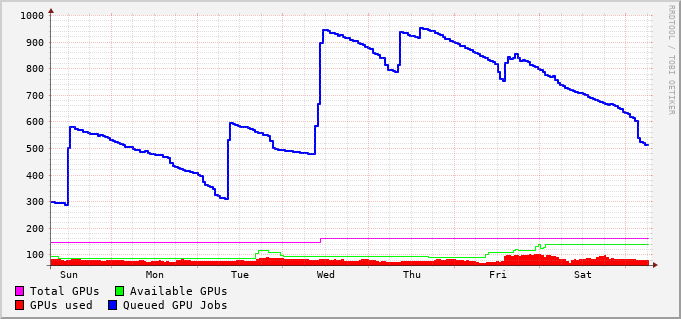 1000
900
800
700
600
500
400
300
200
100
Sun Mon Tue Wed Thu Fri Sat
Total GPUs Available GPUs
GPUs used Queued GPU Jobs
RRDTOOL / TOBI OETIKER